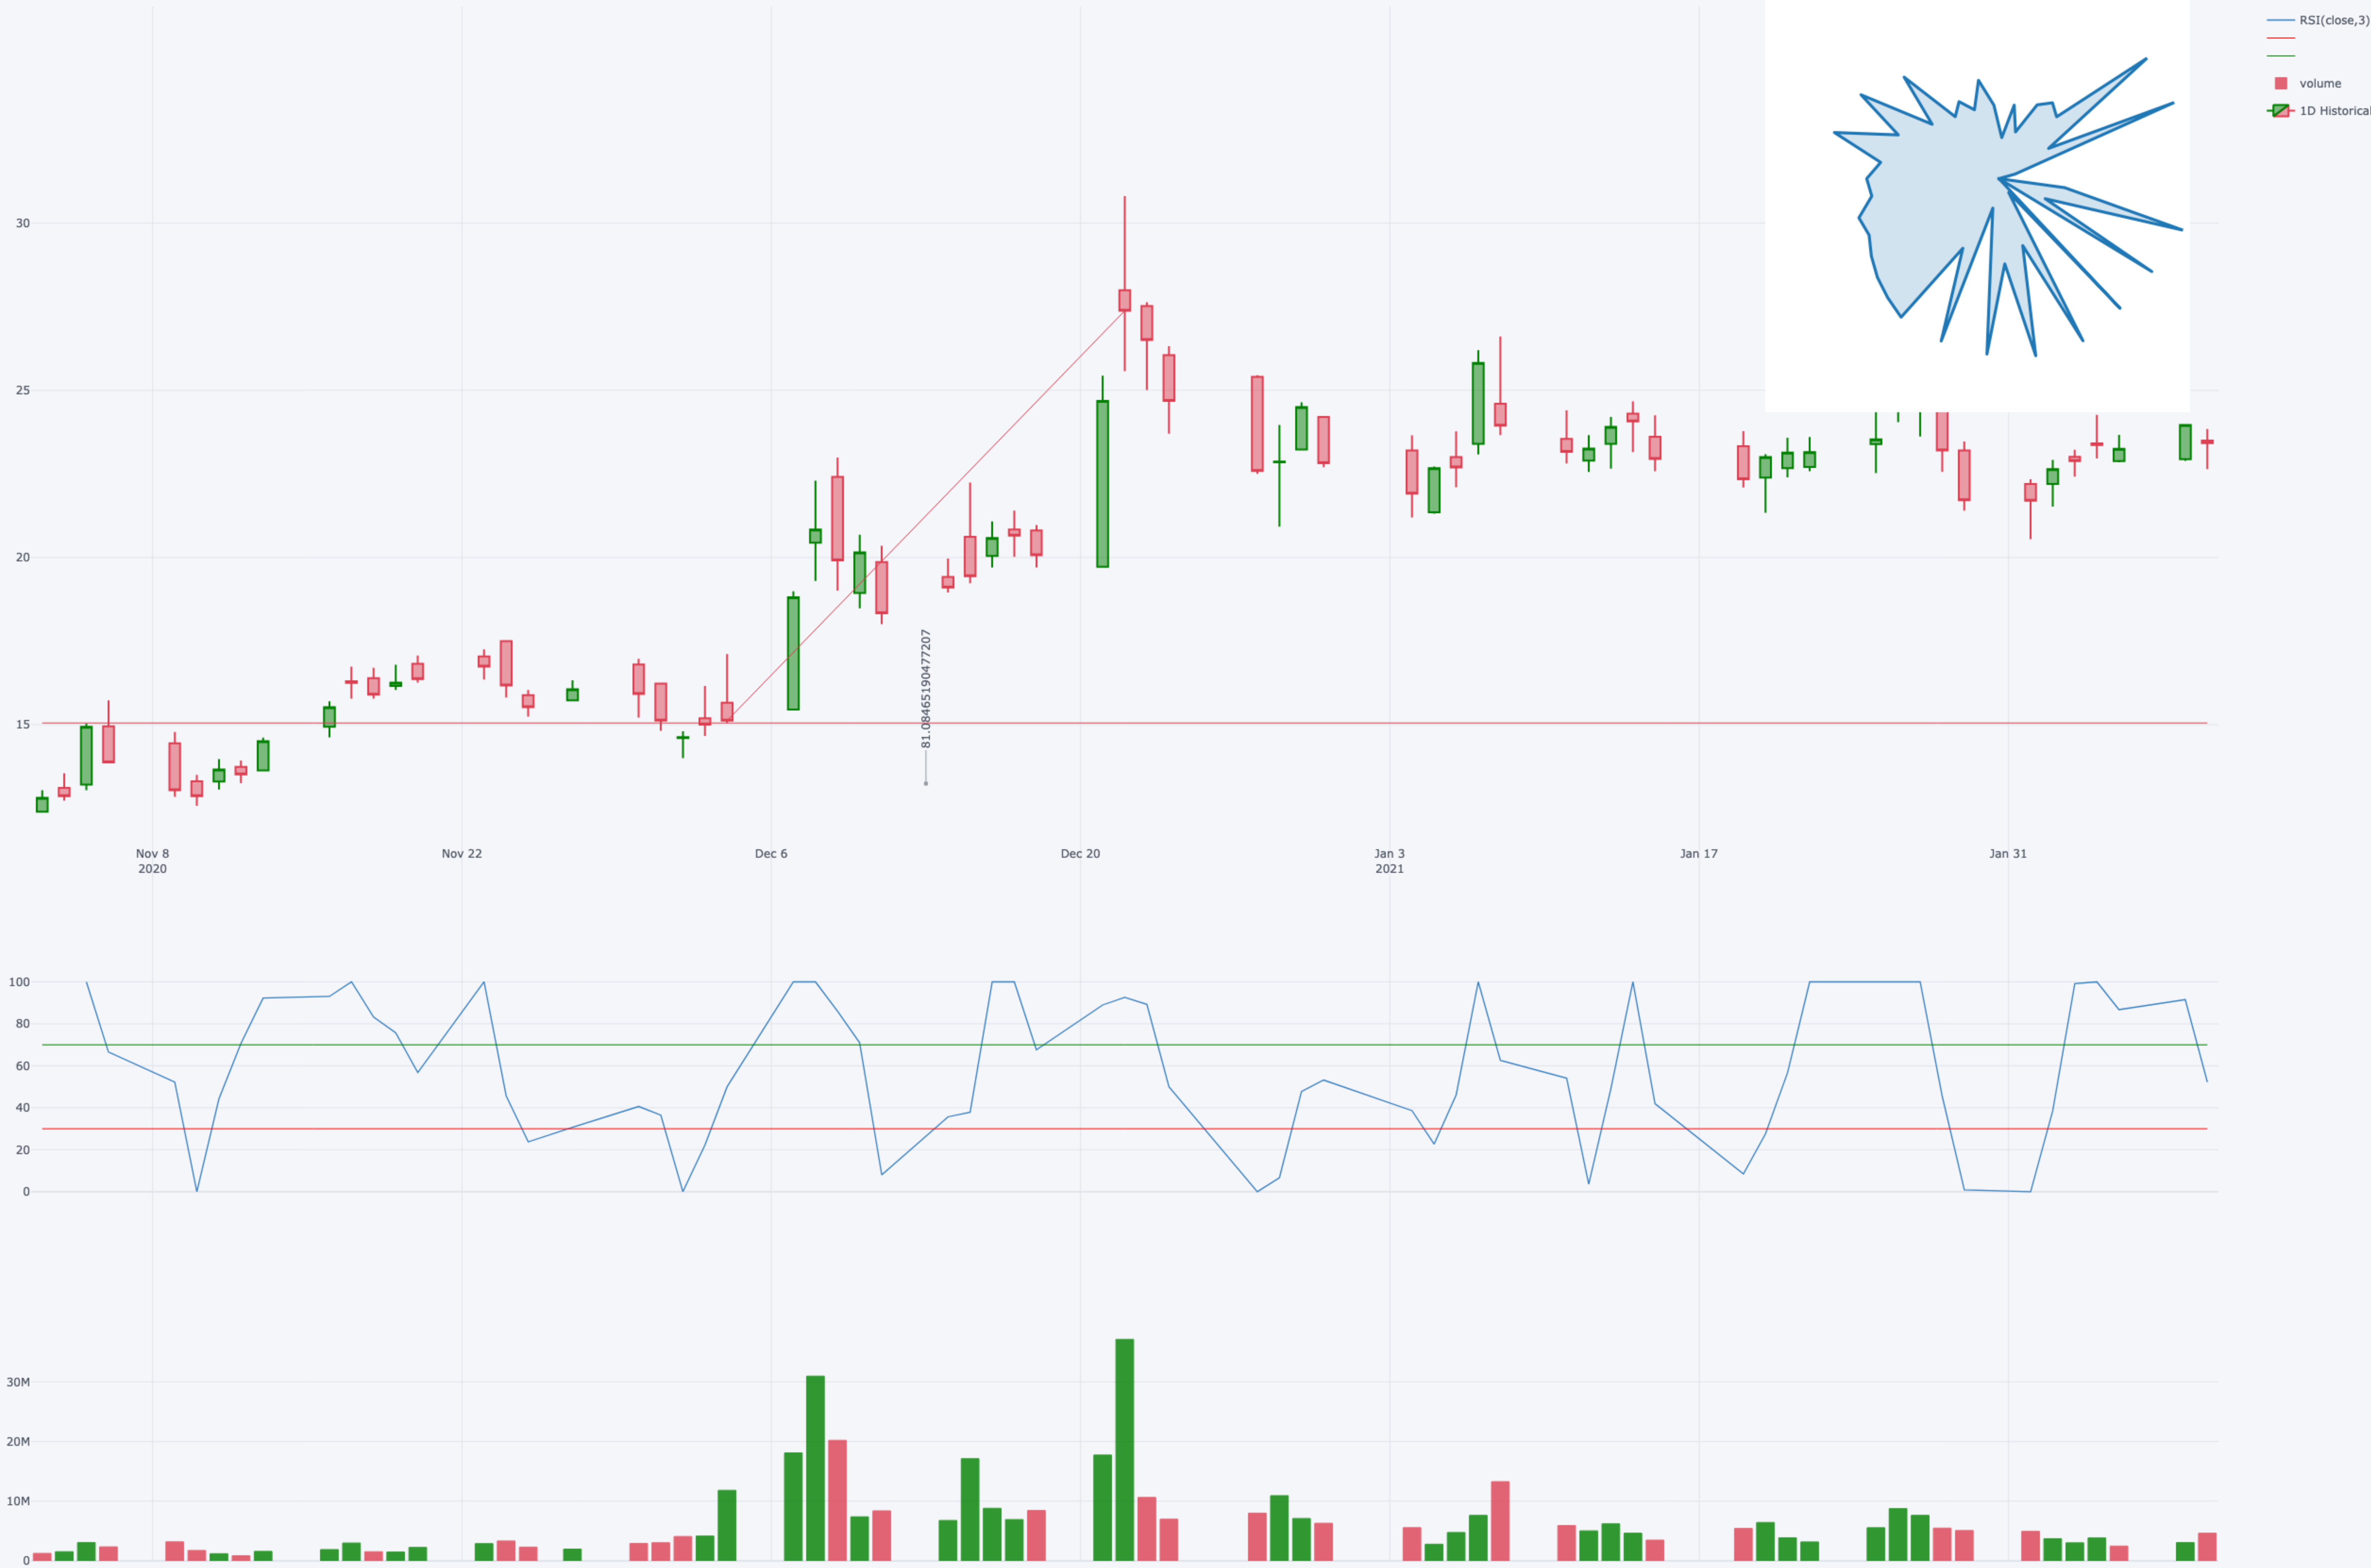 RSI(close,3)
volume
1D Historical
30
25
20
15
81.08465190477207
Nov 8
2020
Nov 22
Dec 6
Dec 20
Jan 3
2021
Jan 17
Jan 31
100
80
60
40
20
0
30M
20M
10M
0